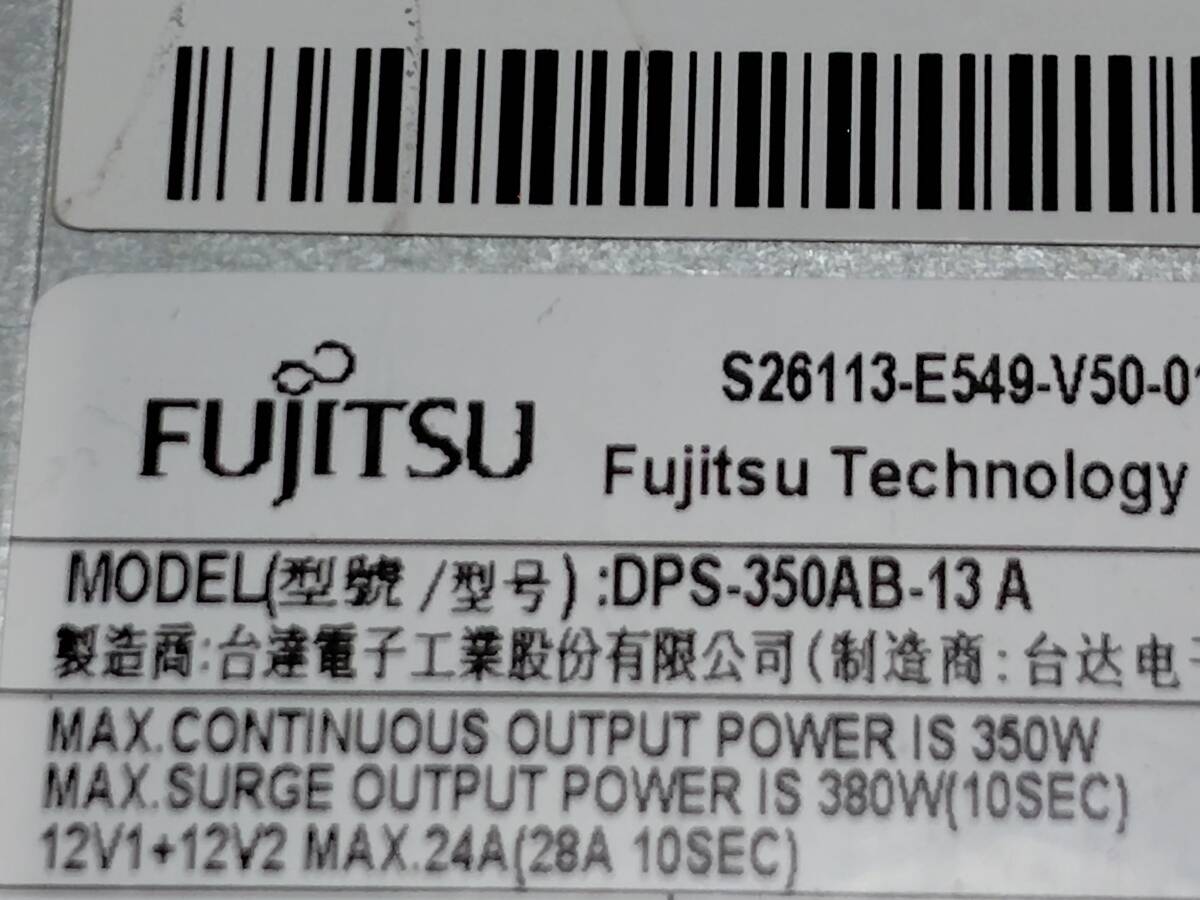 FUJITSU
S26113-E549-V50-01
Fujitsu Technology
MODEL(型號/型号):DPS-350AB-13 A
製造商:台達電子工業股份有限公司(制造商:台达电子
MAX.CONTINUOUS OUTPUT POWER IS 350W
MAX.SURGE OUTPUT POWER IS 380W(10SEC)
12V1+12V2 MAX.24A(28A 10SEC)